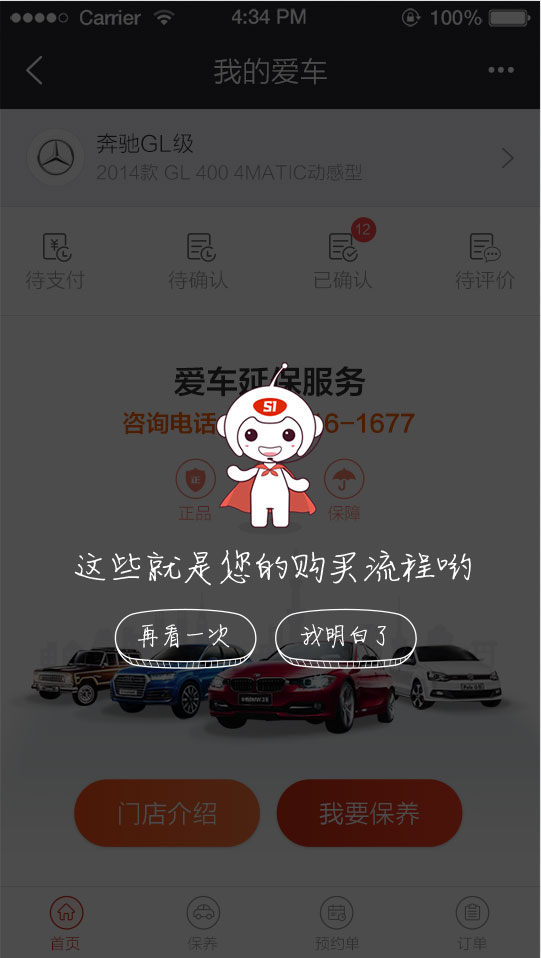 Carrier 4:34 PM 100%
我的爱车
奔驰GL级
2014款 GL 400 4MATIC动感型
12
待支付 待确认 已确认 待评价
爱车延保服务
咨询电话 6-1677
51
正品 保障
这些就是您的购买流程哟
再看一次 我明白了
门店介绍 我要保养
首页 保养 预约单 订单